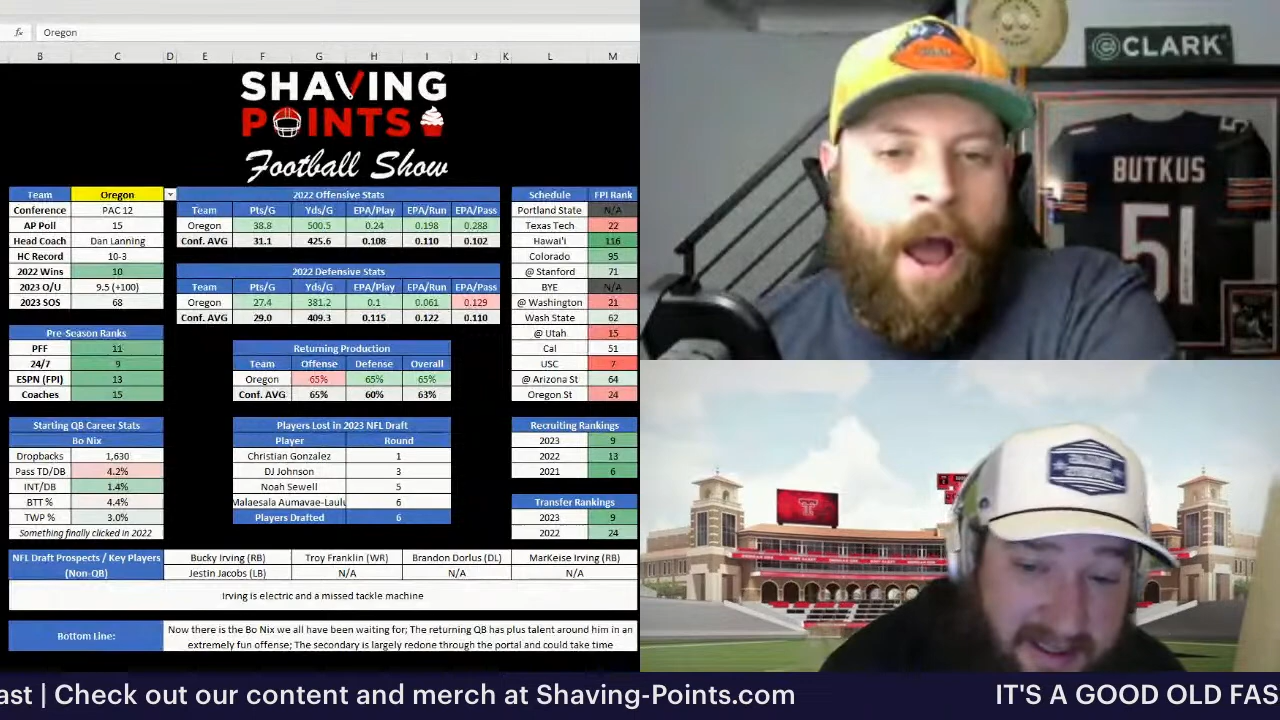 fx Oregon
B C D E F G H I J K L M
SHAVING
POINTS
Football Show
Team Oregon
Conference PAC 12
AP Poll 15
Head Coach Dan Lanning
HC Record 10-3
2022 Wins 10
2023 O/U 9.5 (+100)
2023 SOS 68
2022 Offensive Stats
Team Pts/G Yds/G EPA/Play EPA/Run EPA/Pass
Oregon 38.8 500.5 0.24 0.198 0.288
Conf. AVG 31.1 425.6 0.108 0.110 0.102
2022 Defensive Stats
Team Pts/G Yds/G EPA/Play EPA/Run EPA/Pass
Oregon 27.4 381.2 0.1 0.061 0.129
Conf. AVG 29.0 409.3 0.115 0.122 0.110
Schedule FPI Rank
Portland State N/A
Texas Tech 22
Hawai'i 116
Colorado 95
@ Stanford 71
BYE N/A
@ Washington 21
Wash State 62
@ Utah 15
Cal 51
USC 7
@ Arizona St 64
Oregon St 24
Pre-Season Ranks
PFF 11
24/7 9
ESPN (FPI) 13
Coaches 15
Returning Production
Team Offense Defense Overall
Oregon 65% 65% 65%
Conf. AVG 65% 60% 63%
Starting QB Career Stats
Bo Nix
Dropbacks 1,630
Pass TD/DB 4.2%
INT/DB 1.4%
BTT % 4.4%
TWP % 3.0%
Something finally clicked in 2022
Players Lost in 2023 NFL Draft
Player Round
Christian Gonzalez 1
DJ Johnson 3
Noah Sewell 5
Malaesala Aumavae-Laulu 6
Players Drafted 6
Recruiting Rankings
2023 9
2022 13
2021 6
Transfer Rankings
2023 9
2022 24
NFL Draft Prospects / Key Players
(Non-QB)
Bucky Irving (RB) Troy Franklin (WR) Brandon Dorlus (DL) MarKeise Irving (RB)
Jestin Jacobs (LB) N/A N/A N/A
Irving is electric and a missed tackle machine
Bottom Line:
Now there is the Bo Nix we all have been waiting for; The returning QB has plus talent around him in an
extremely fun offense; The secondary is largely redone through the portal and could take time
CLARK
BUTKUS
51
ast | Check out our content and merch at Shaving-Points.com IT'S A GOOD OLD FAS